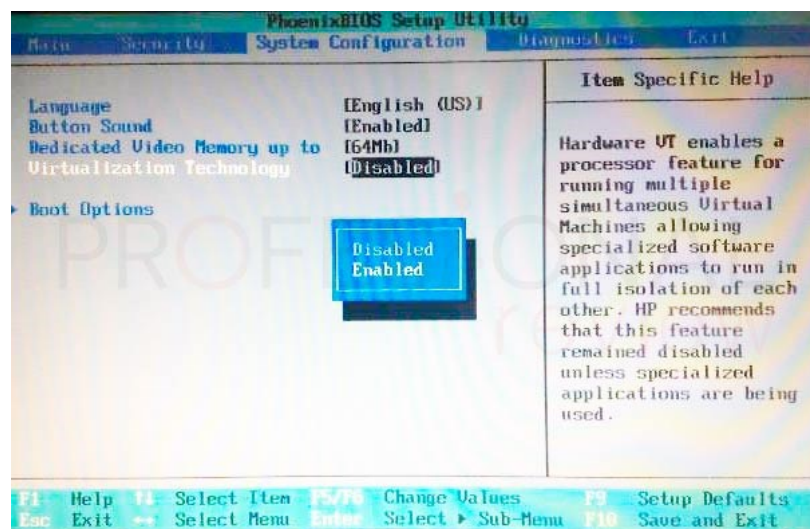 PhoenixBIOS Setup Utility
Main Security System Configuration Diagnostics Exit
Language [English (US)]
Button Sound [Enabled]
Dedicated Video Memory up to [64Mb]
Virtualization Technology [Disabled]
Boot Options
Disabled
Enabled
Item Specific Help
Hardware VT enables a
processor feature for
running multiple
simultaneous Virtual
Machines allowing
specialized software
applications to run in
full isolation of each
other. HP recommends
that this feature
remained disabled
unless specialized
applications are being
used.
F1 Help ↑↓ Select Item F5/F6 Change Values F9 Setup Defaults
Esc Exit ↔ Select Menu Enter Select ▶ Sub-Menu F10 Save and Exit